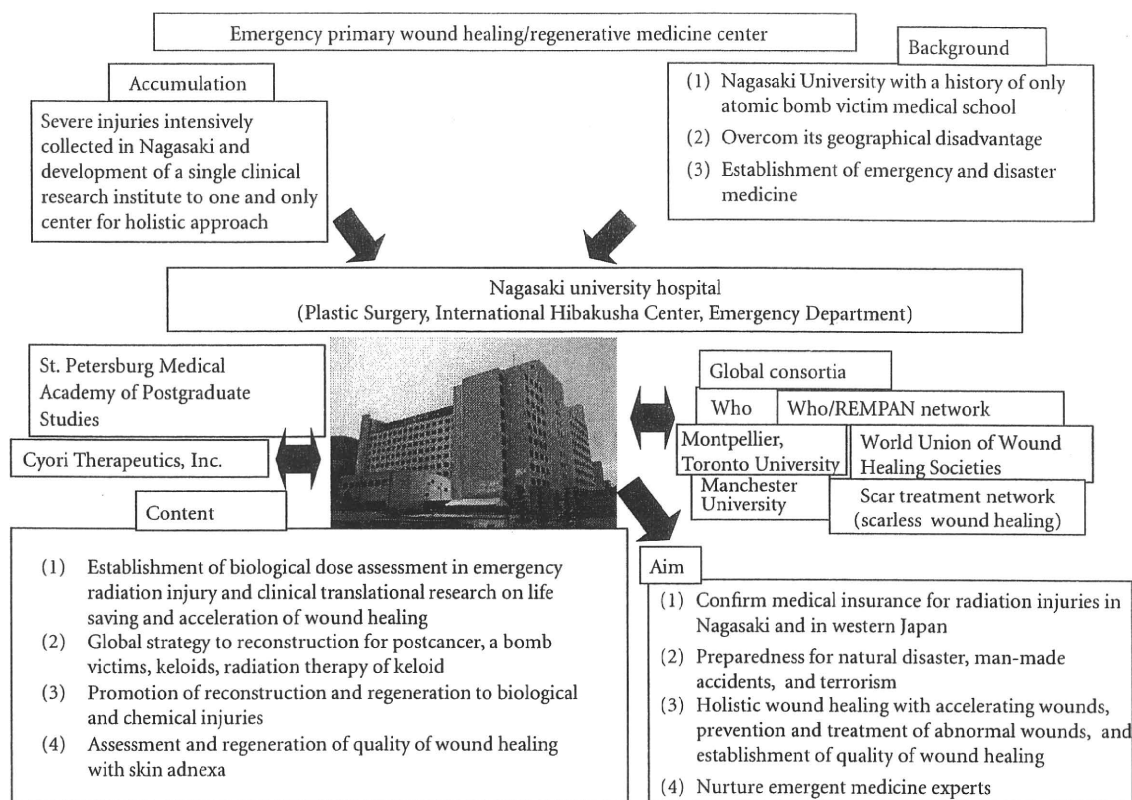 Emergency primary wound healing/regenerative medicine center
Accumulation
Severe injuries intensively
collected in Nagasaki and
development of a single clinical
research institute to one and only
center for holistic approach
Background
(1) Nagasaki University with a history of only
atomic bomb victim medical school
(2) Overcom its geographical disadvantage
(3) Establishment of emergency and disaster
medicine
Nagasaki university hospital
(Plastic Surgery, International Hibakusha Center, Emergency Department)
St. Petersburg Medical
Academy of Postgraduate
Studies
Cyori Therapeutics, Inc.
Global consortia
Who
Who/REMPAN network
Montpellier,
Toronto University
World Union of Wound
Healing Societies
Manchester
University
Scar treatment network
(scarless wound healing)
Content
(1) Establishment of biological dose assessment in emergency
radiation injury and clinical translational research on life
saving and acceleration of wound healing
(2) Global strategy to reconstruction for postcancer, a bomb
victims, keloids, radiation therapy of keloid
(3) Promotion of reconstruction and regeneration to biological
and chemical injuries
(4) Assessment and regeneration of quality of wound healing
with skin adnexa
Aim
(1) Confirm medical insurance for radiation injuries in
Nagasaki and in western Japan
(2) Preparedness for natural disaster, man-made
accidents, and terrorism
(3) Holistic wound healing with accelerating wounds,
prevention and treatment of abnormal wounds, and
establishment of quality of wound healing
(4) Nurture emergent medicine experts